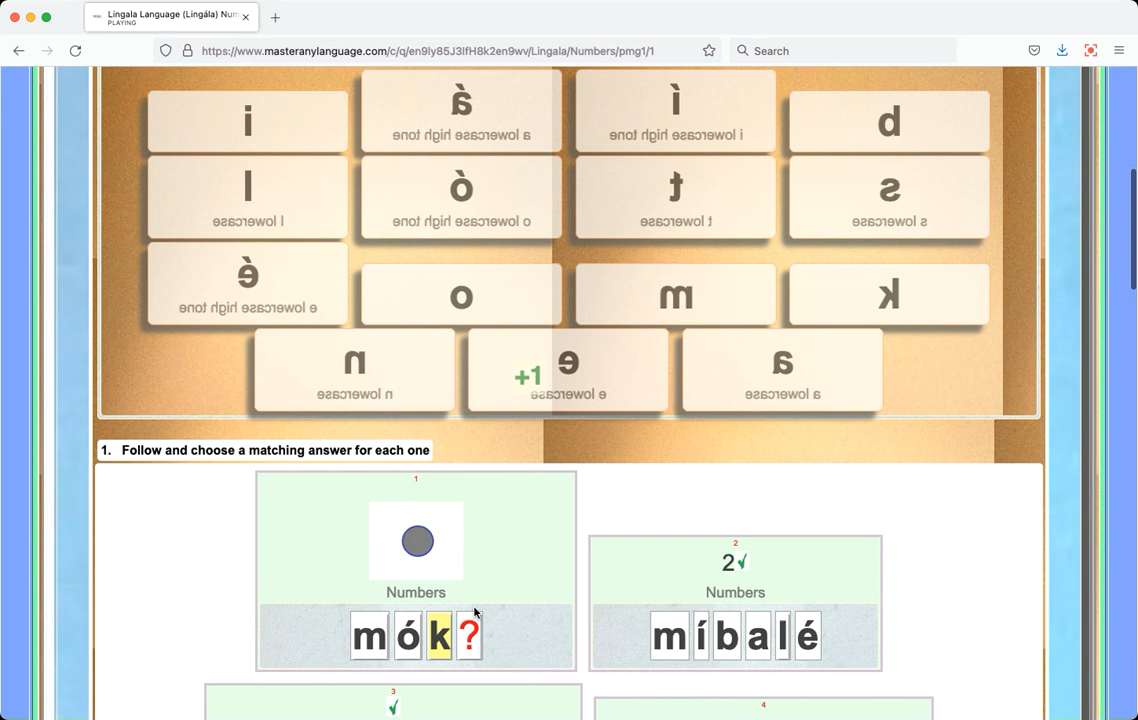 Lingala Language (Lingála) Num
PLAYING
https://www.masteranylanguage.com/c/q/en9ly85J3lfH8k2en9wv/Lingala/Numbers/pmg1/1
Search
i á í d
a lowercase high tone i lowercase high tone
l ó t s
l lowercase o lowercase high tone t lowercase s lowercase
é o m k
e lowercase high tone
n e a
+1
n lowercase e lowercase a lowercase
1. Follow and choose a matching answer for each one
1
2
2✓
Numbers Numbers
mók? míbalé
3 4
✓